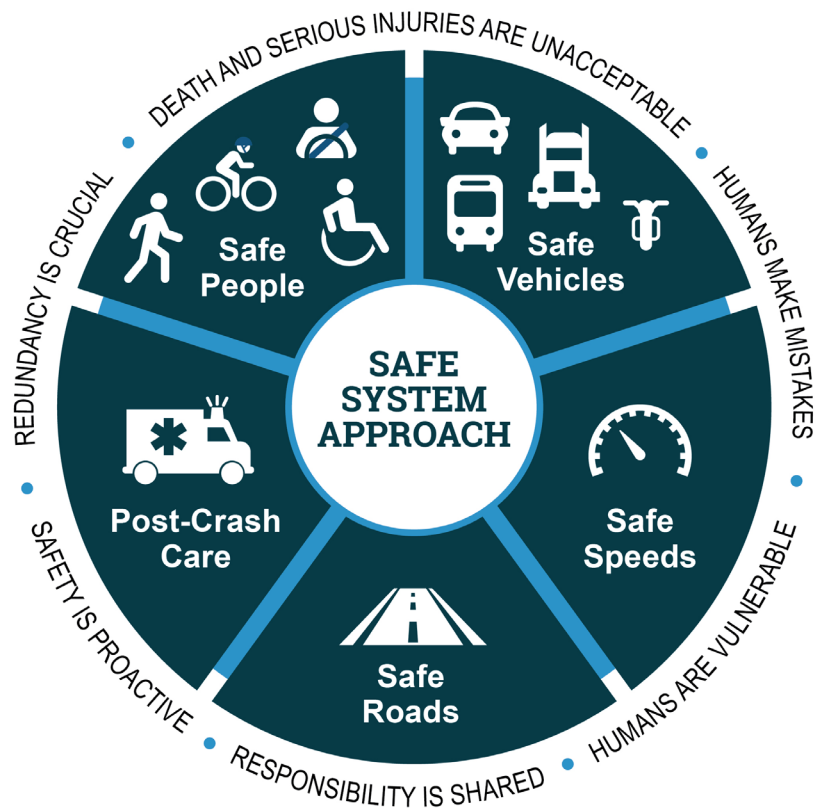 DEATH AND SERIOUS INJURIES ARE UNACCEPTABLE
HUMANS MAKE MISTAKES
HUMANS ARE VULNERABLE
RESPONSIBILITY IS SHARED
SAFETY IS PROACTIVE
REDUNDANCY IS CRUCIAL
Safe
People
Safe
Vehicles
SAFE
SYSTEM
APPROACH
Post-Crash
Care
Safe
Speeds
Safe
Roads